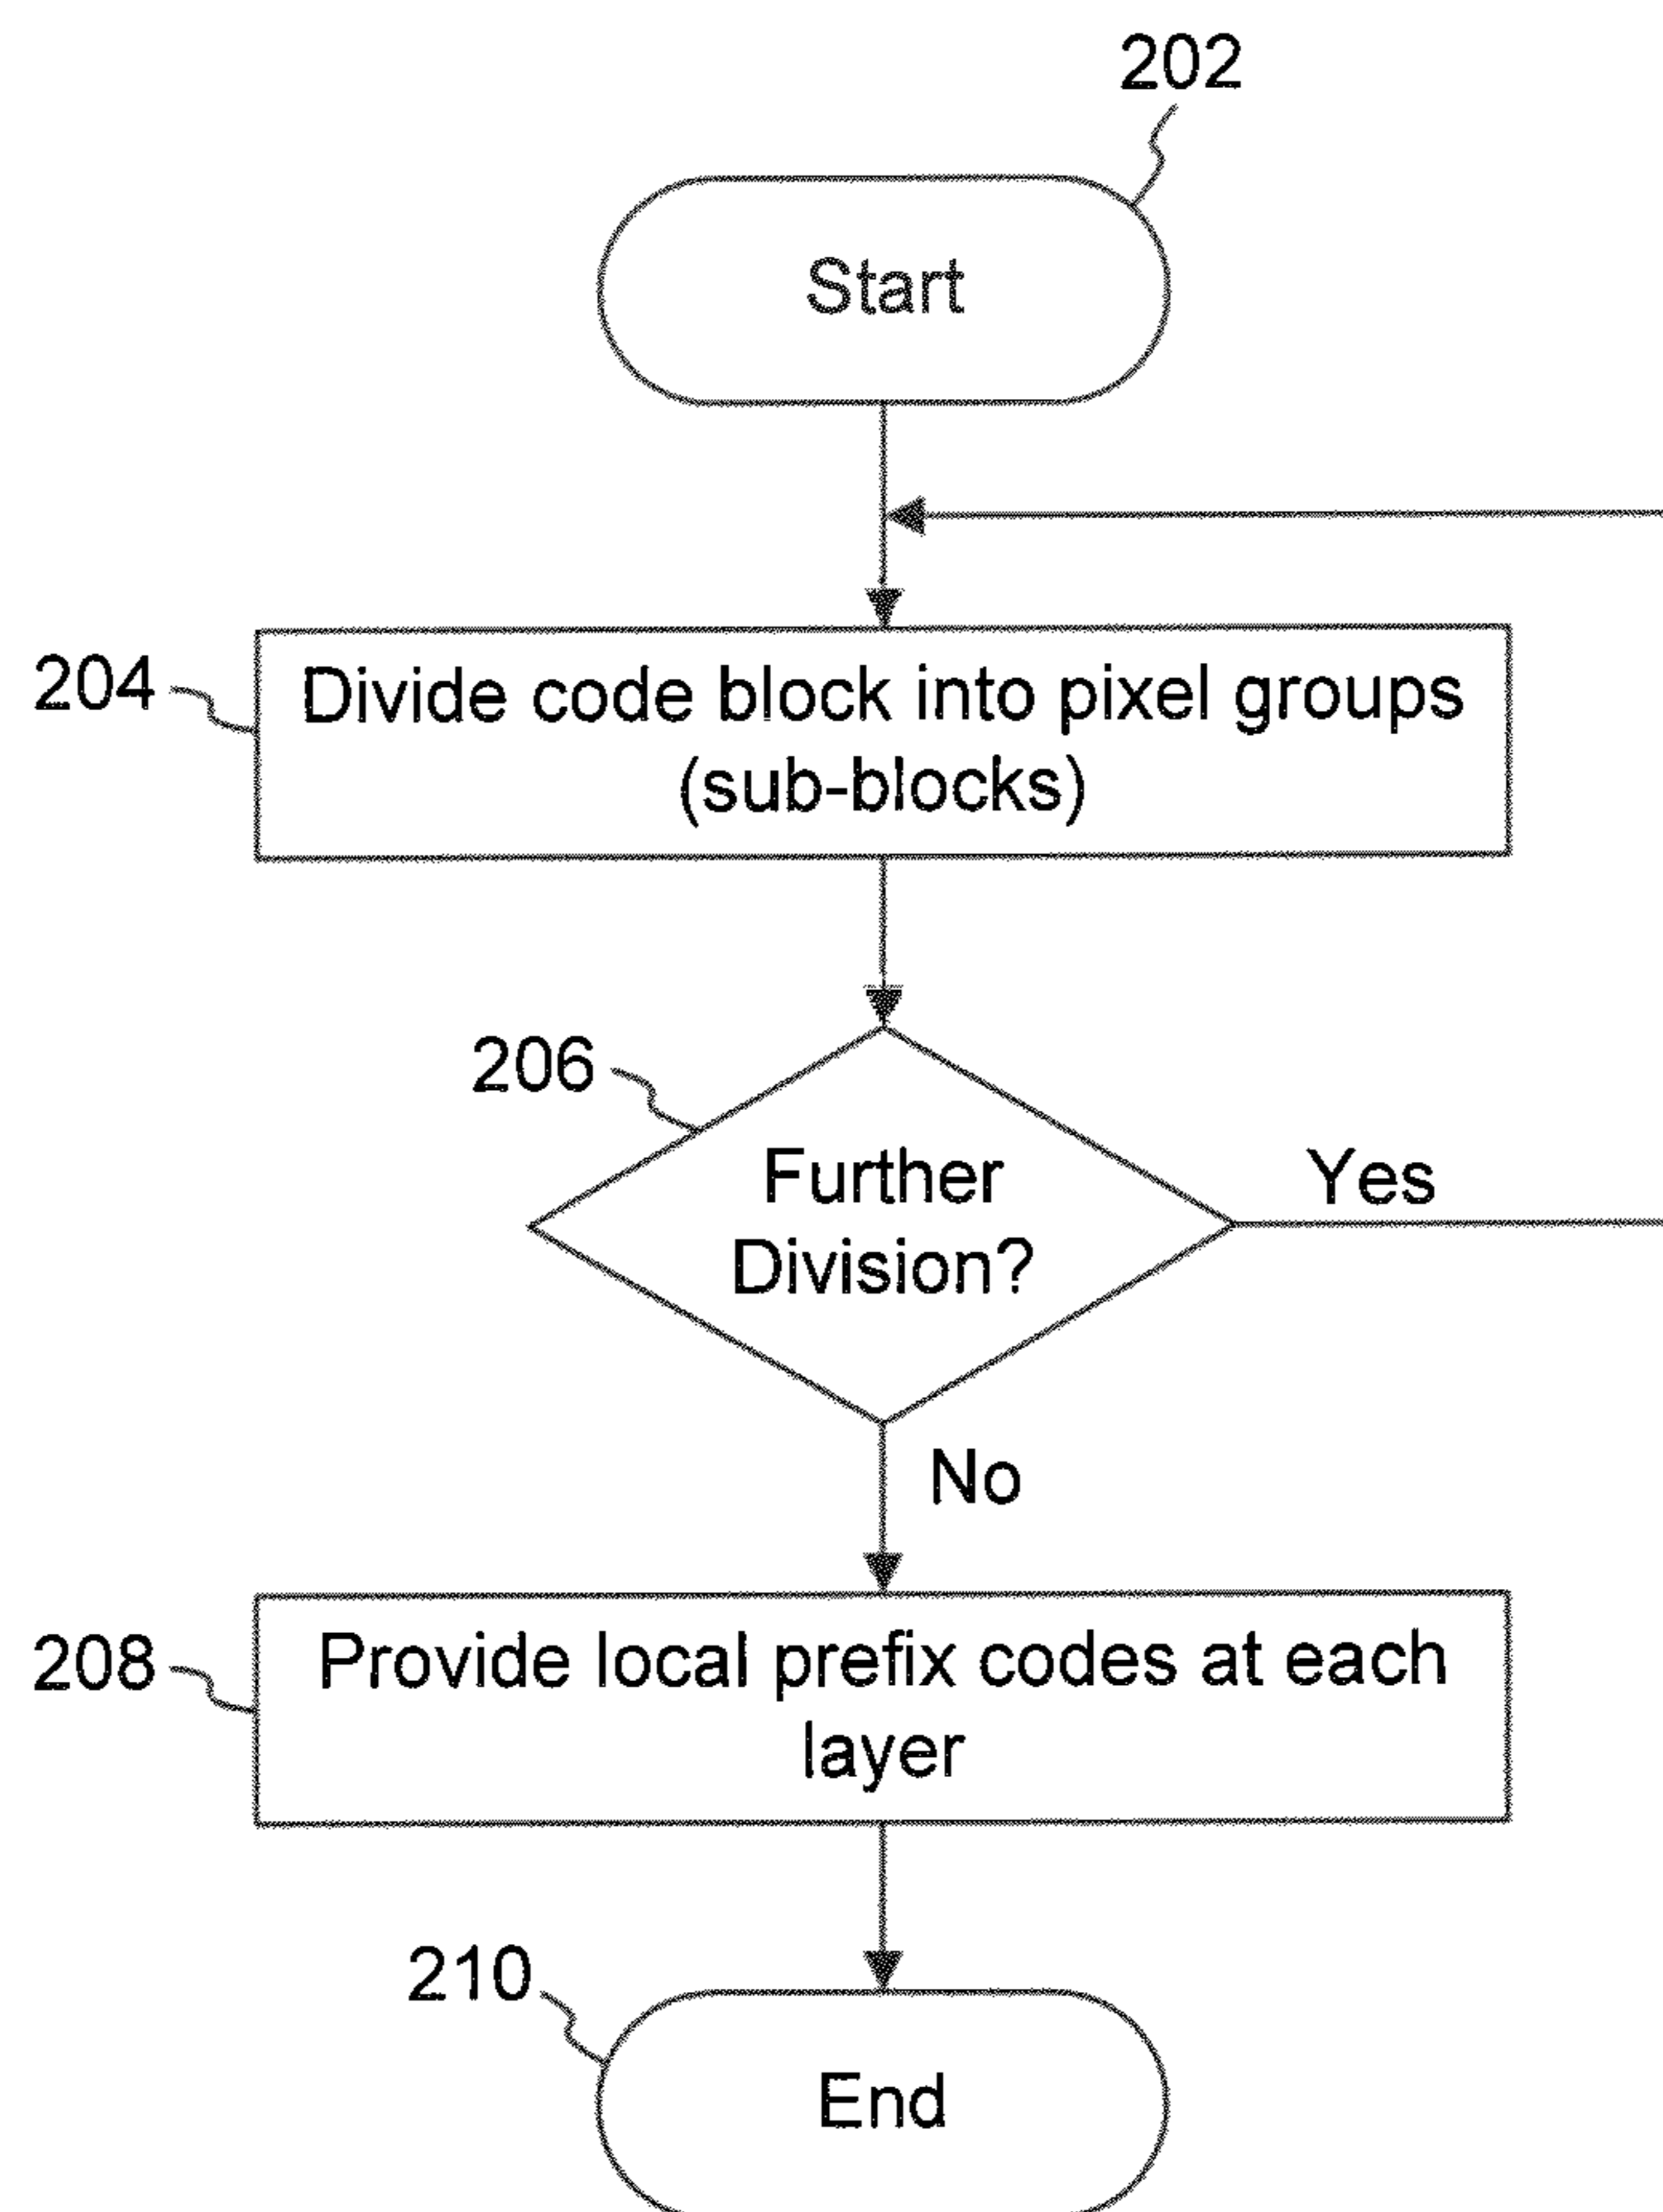 202
Start
204
Divide code block into pixel groups
(sub-blocks)
206
Further
Division?
Yes
No
208
Provide local prefix codes at each
layer
210
End